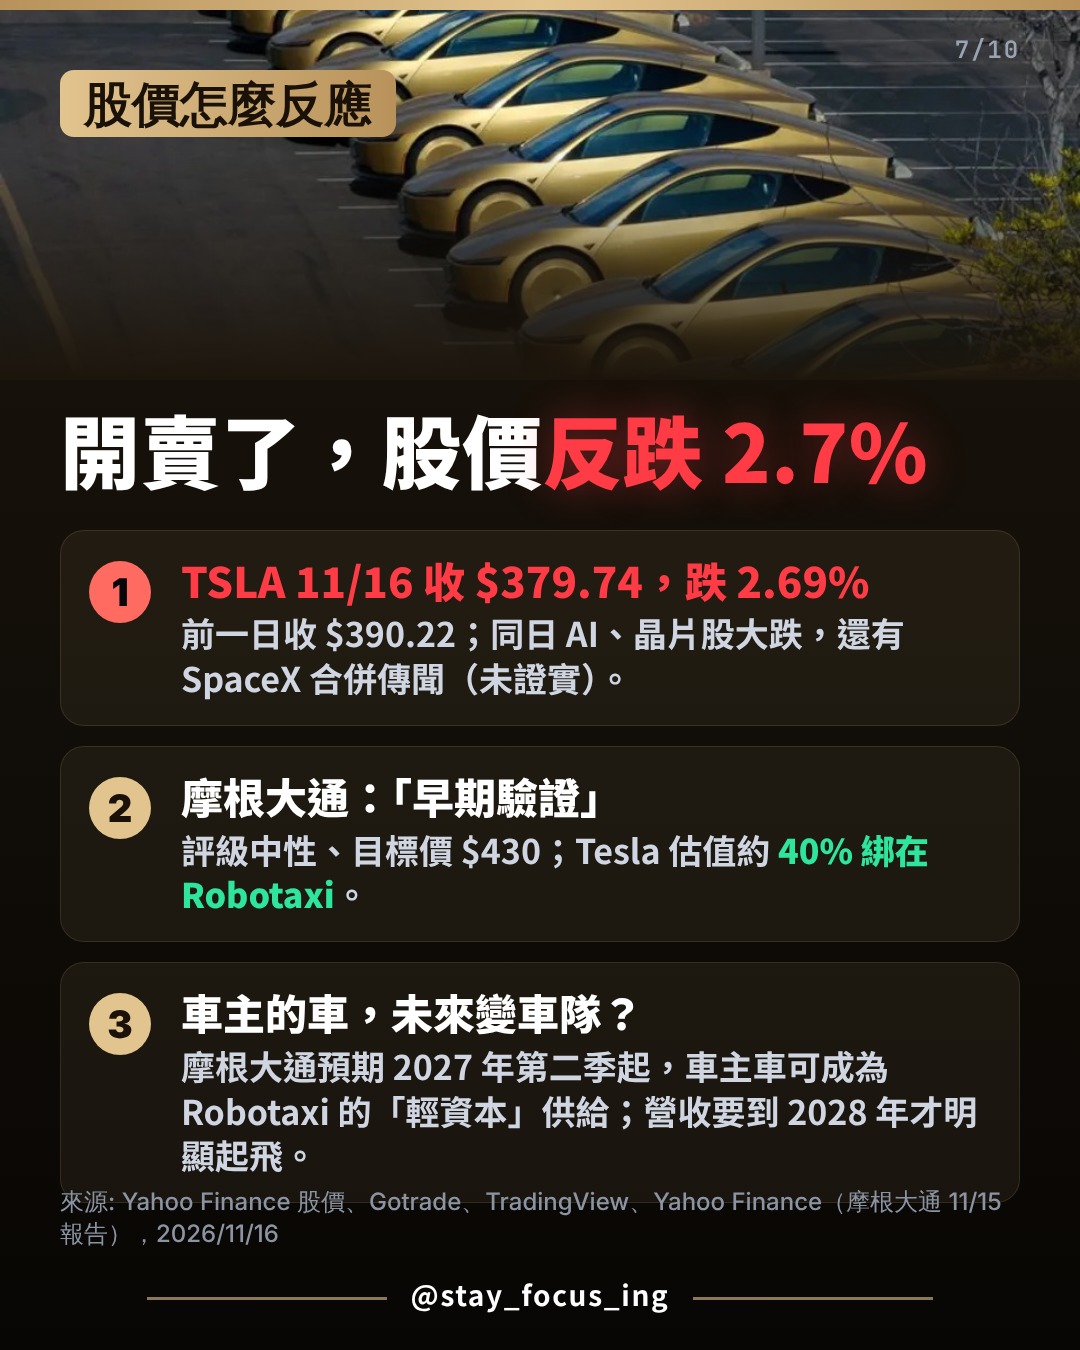 7/10
股價怎麼反應
開賣了，股價反跌 2.7%
1
TSLA 11/16 收 $379.74，跌 2.69%
前一日收 $390.22；同日 AI、晶片股大跌，還有
SpaceX 合併傳聞（未證實）。
2
摩根大通：「早期驗證」
評級中性、目標價 $430；Tesla 估值約 40% 綁在
Robotaxi。
3
車主的車，未來變車隊？
摩根大通預期 2027 年第二季起，車主車可成為
Robotaxi 的「輕資本」供給；營收要到 2028 年才明
顯起飛。
來源: Yahoo Finance 股價、Gotrade、TradingView、Yahoo Finance（摩根大通 11/15
報告），2026/11/16
@stay_focus_ing